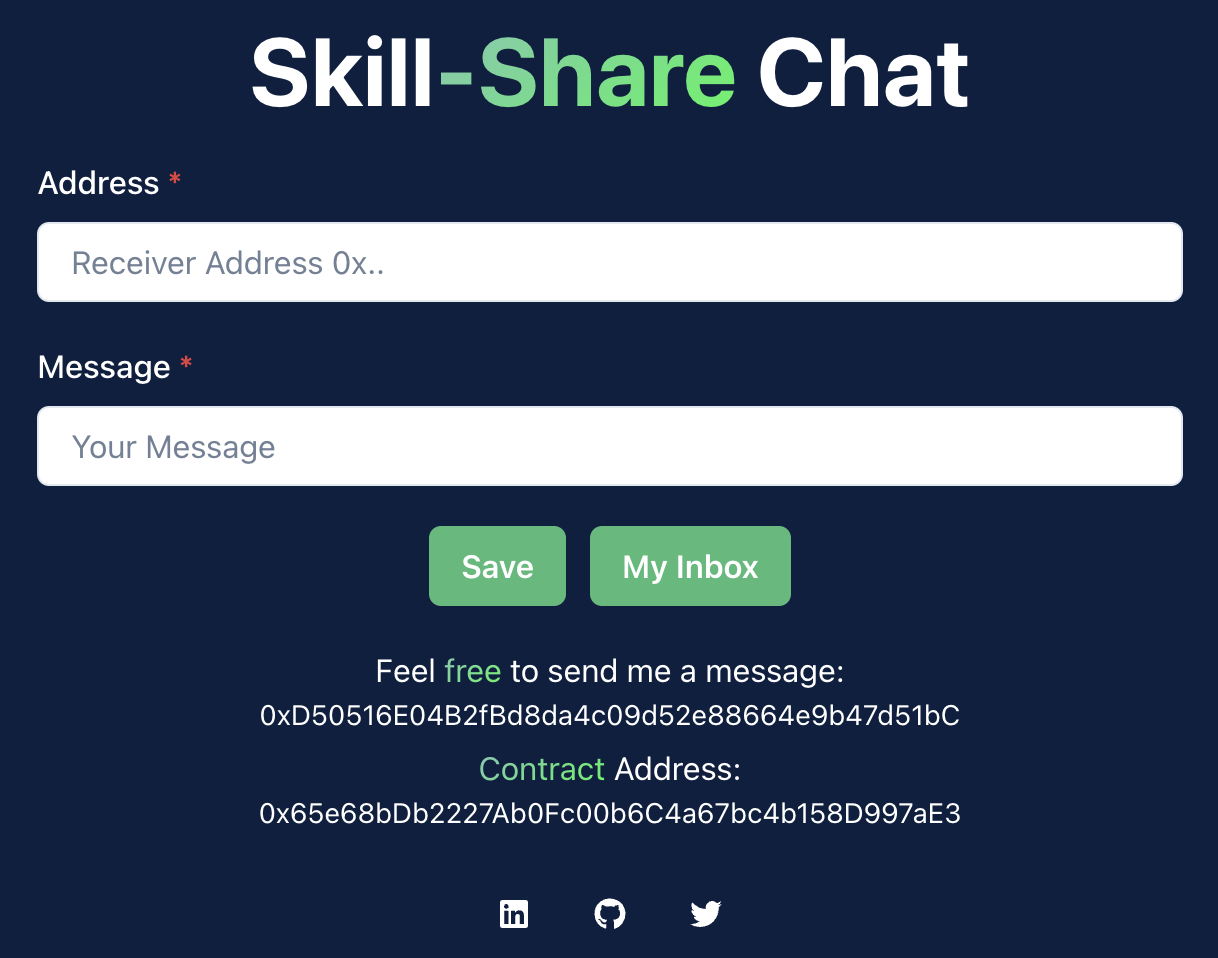 Skill-Share Chat
Address *
Receiver Address 0x..
Message *
Your Message
Save My Inbox
Feel free to send me a message:
0xD50516E04B2fBd8da4c09d52e88664e9b47d51bC
Contract Address:
0x65e68bDb2227Ab0Fc00b6C4a67bc4b158D997aE3
in